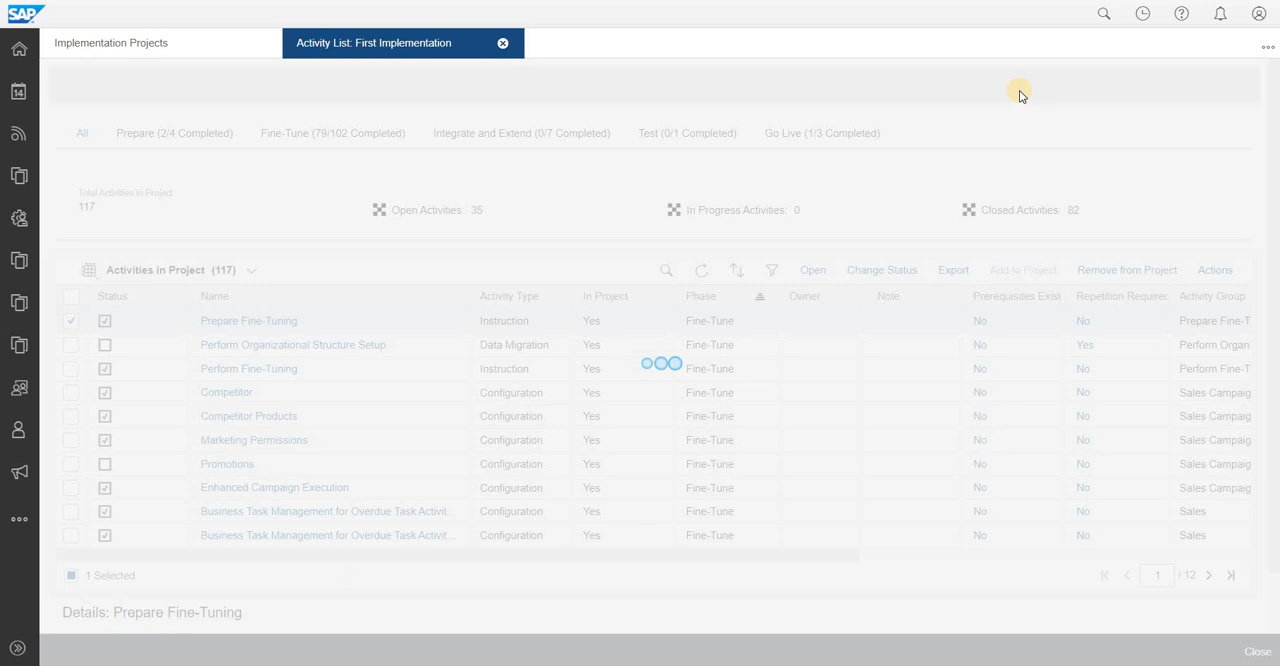 SAP
Implementation Projects
Activity List: First Implementation
14
All Prepare (2/4 Completed) Fine-Tune (79/102 Completed) Integrate and Extend (0/7 Completed) Test (0/1 Completed) Go Live (1/3 Completed)
Total Activities in Project
117
Open Activities: 35
In Progress Activities: 0
Closed Activities: 82
Activities in Project (117)
Open Change Status Export Add to Project Remove from Project Actions
Status Name Activity Type In Project Phase Owner Note Prerequisites Exist Repetition Required Activity Group
Prepare Fine-Tuning Instruction Yes Fine-Tune No No Prepare Fine-T
Perform Organizational Structure Setup Data Migration Yes Fine-Tune No Yes Perform Organ
Perform Fine-Tuning Instruction Yes Fine-Tune No No Perform Fine-T
Competitor Configuration Yes Fine-Tune No No Sales Campaig
Competitor Products Configuration Yes Fine-Tune No No Sales Campaig
Marketing Permissions Configuration Yes Fine-Tune No No Sales Campaig
Promotions Configuration Yes Fine-Tune No No Sales Campaig
Enhanced Campaign Execution Configuration Yes Fine-Tune No No Sales Campaig
Business Task Management for Overdue Task Activit... Configuration Yes Fine-Tune No No Sales
Business Task Management for Overdue Task Activit... Configuration Yes Fine-Tune No No Sales
1 Selected
1 / 12
Details: Prepare Fine-Tuning
Close